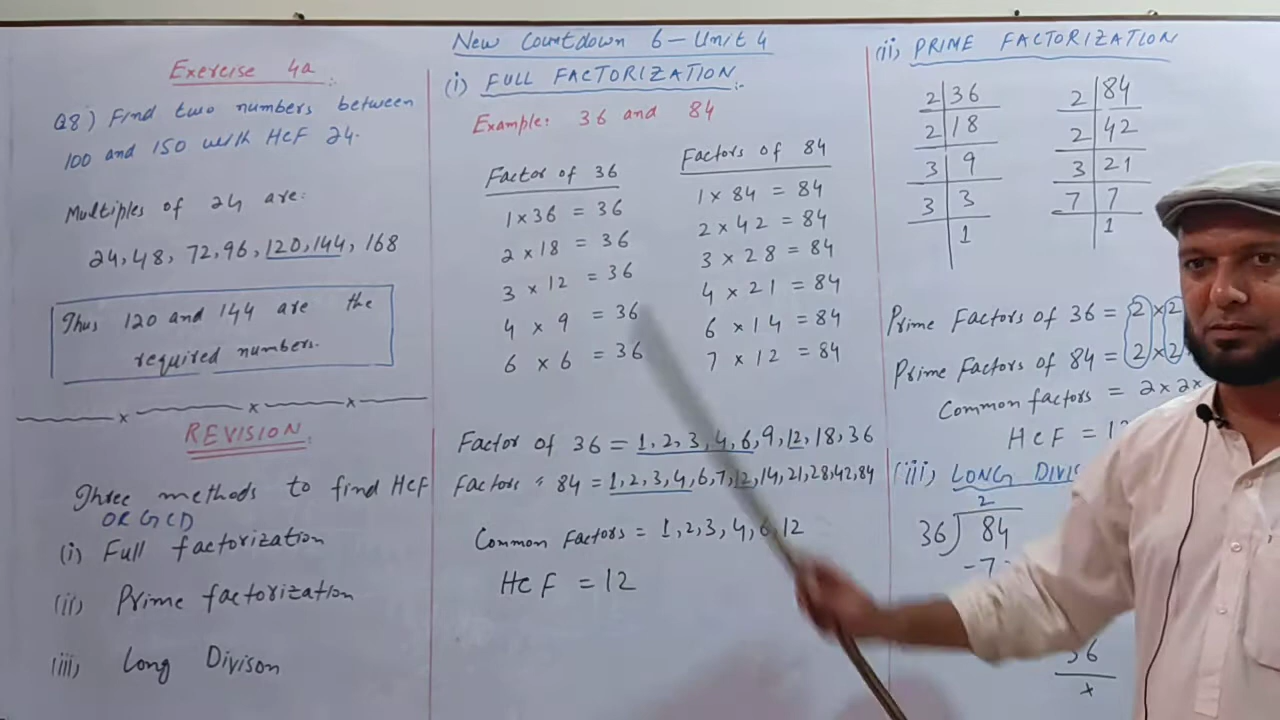 New Countdown 6 - Unit 4
Exercise 4a
Q8) Find two numbers between
100 and 150 with HCF 24.
Multiples of 24 are:
24, 48, 72, 96, 120, 144, 168
Thus 120 and 144 are the
required numbers.
REVISION
Three methods to find HCF
OR GCD
(i) Full factorization
(ii) Prime factorization
(iii) Long Divison
(i) FULL FACTORIZATION
Example: 36 and 84
Factor of 36
1 x 36 = 36
2 x 18 = 36
3 x 12 = 36
4 x 9 = 36
6 x 6 = 36
Factors of 84
1 x 84 = 84
2 x 42 = 84
3 x 28 = 84
4 x 21 = 84
6 x 14 = 84
7 x 12 = 84
Factor of 36 = 1, 2, 3, 4, 6, 9, 12, 18, 36
Factors " 84 = 1, 2, 3, 4, 6, 7, 12, 14, 21, 28, 42, 84
Common Factors = 1, 2, 3, 4, 6, 12
HCF = 12
(ii) PRIME FACTORIZATION
2 36
2 18
3 9
3 3
1
2 84
2 42
3 21
7 7
1
Prime Factors of 36 = 2 x 2
Prime Factors of 84 = 2 x 2
Common factors = 2 x 2 x
HCF = 1
(iii) LONG
2
36 ) 84
- 7
36
x